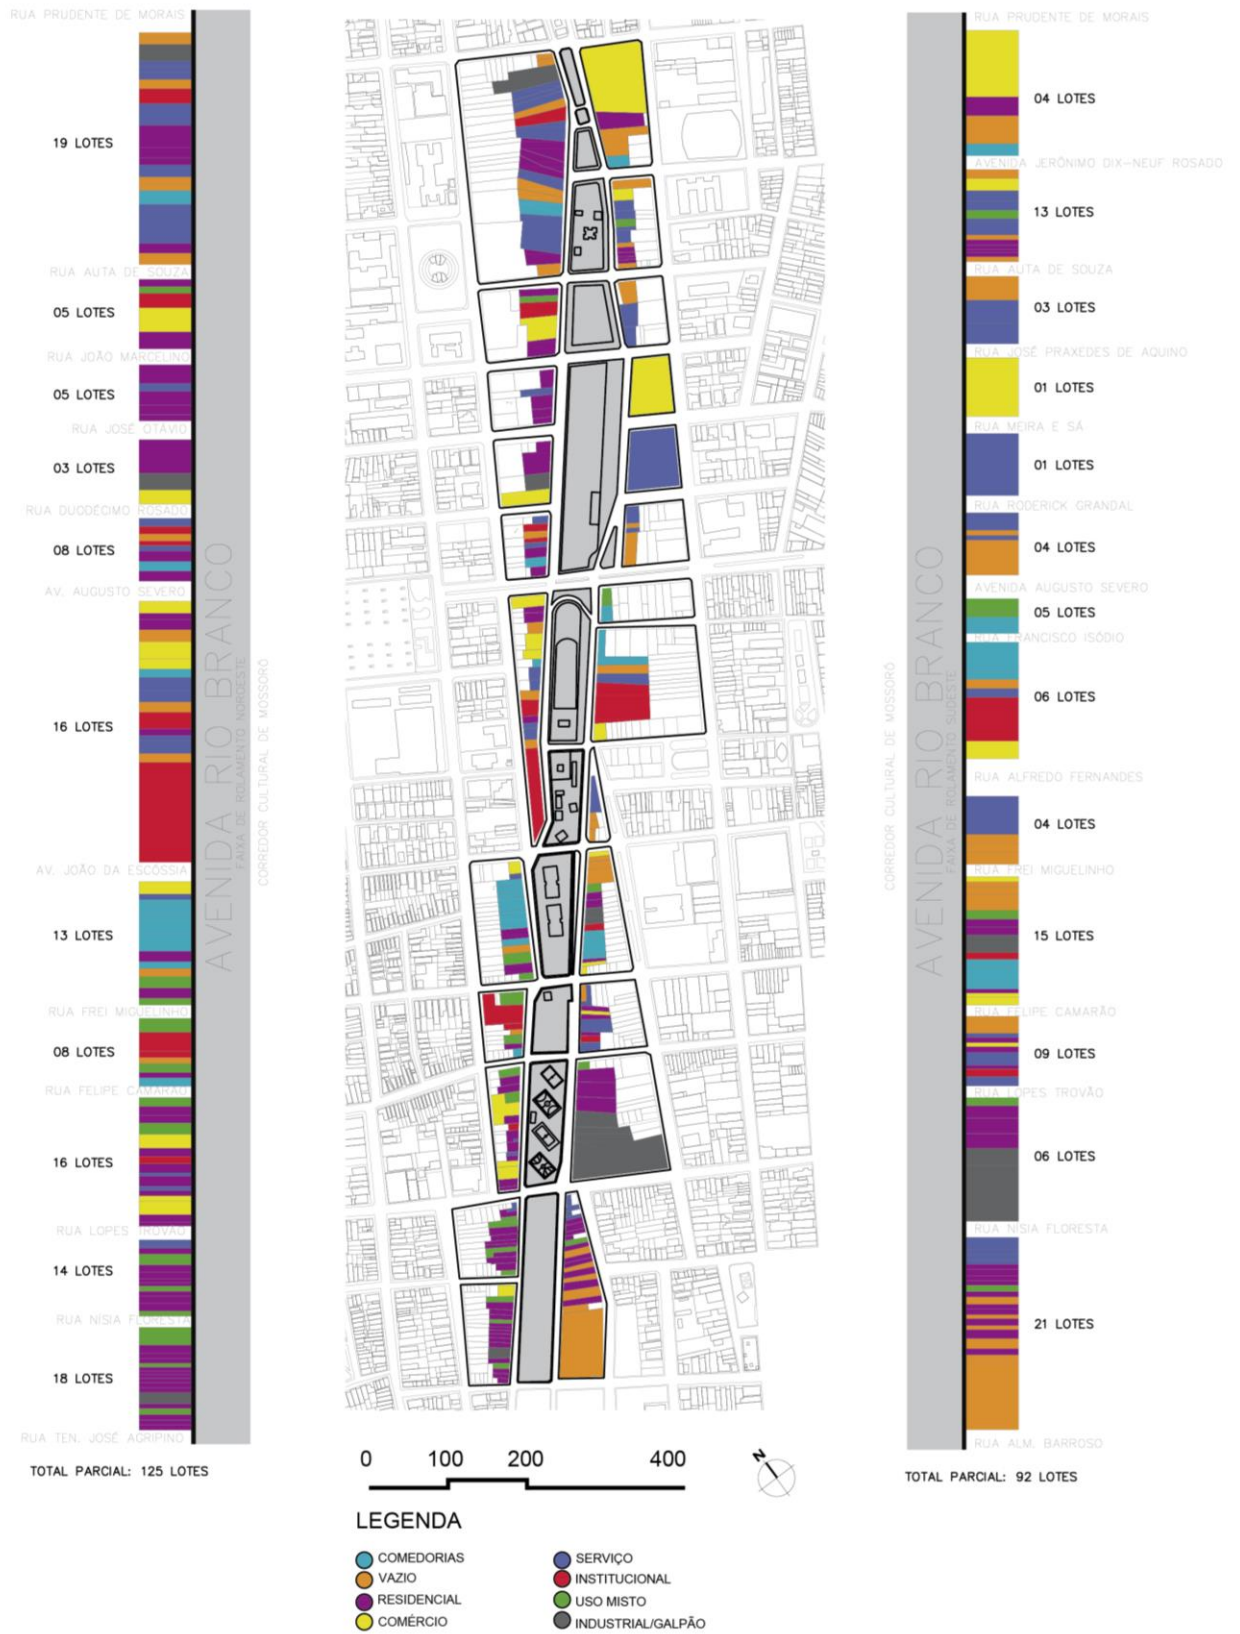 RUA PRUDENTE DE MORAIS
19 LOTES
RUA AUTA DE SOUZA
05 LOTES
RUA JOÃO MARCELINO
05 LOTES
RUA JOSÉ OTÁVIO
03 LOTES
RUA DUODÉCIMO ROSADO
08 LOTES
AV. AUGUSTO SEVERO
16 LOTES
AV. JOÃO DA ESCÓSSIA
13 LOTES
RUA FREI MIGUELINHO
08 LOTES
RUA FELIPE CAMARÃO
16 LOTES
RUA LOPES TROVÃO
14 LOTES
RUA NISIA FLORESTA
18 LOTES
RUA TEN. JOSÉ AGRIPINO
TOTAL PARCIAL: 125 LOTES
AVENIDA RIO BRANCO
FAIXA DE ROLAMENTO NOROESTE
CORREDOR CULTURAL DE MOSSORÓ
CORREDOR CULTURAL DE MOSSORÓ
AVENIDA RIO BRANCO
FAIXA DE ROLAMENTO SUDESTE
RUA PRUDENTE DE MORAIS
04 LOTES
AVENIDA JERÔNIMO DIX-NEUF ROSADO
13 LOTES
RUA AUTA DE SOUZA
03 LOTES
RUA JOSÉ PRAXEDES DE AQUINO
01 LOTES
RUA MEIRA E SÁ
01 LOTES
RUA RODERICK GRANDAL
04 LOTES
AVENIDA AUGUSTO SEVERO
05 LOTES
RUA FRANCISCO ISÓDIO
06 LOTES
RUA ALFREDO FERNANDES
04 LOTES
RUA FREI MIGUELINHO
15 LOTES
RUA FELIPE CAMARÃO
09 LOTES
RUA LOPES TROVÃO
06 LOTES
RUA NISIA FLORESTA
21 LOTES
RUA ALM. BARROSO
TOTAL PARCIAL: 92 LOTES
0 100 200 400
N
LEGENDA
COMEDORIAS
VAZIO
RESIDENCIAL
COMÉRCIO
SERVIÇO
INSTITUCIONAL
USO MISTO
INDUSTRIAL/GALPÃO